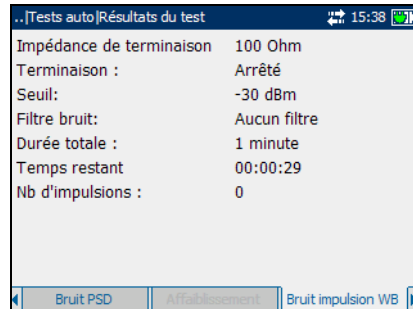 ..|Tests auto|Résultats du test 15:38
Impédance de terminaison 100 Ohm
Terminaison : Arrêté
Seuil: -30 dBm
Filtre bruit: Aucun filtre
Durée totale : 1 minute
Temps restant 00:00:29
Nb d'impulsions : 0
Bruit PSD Affaiblissement Bruit impulsion WB